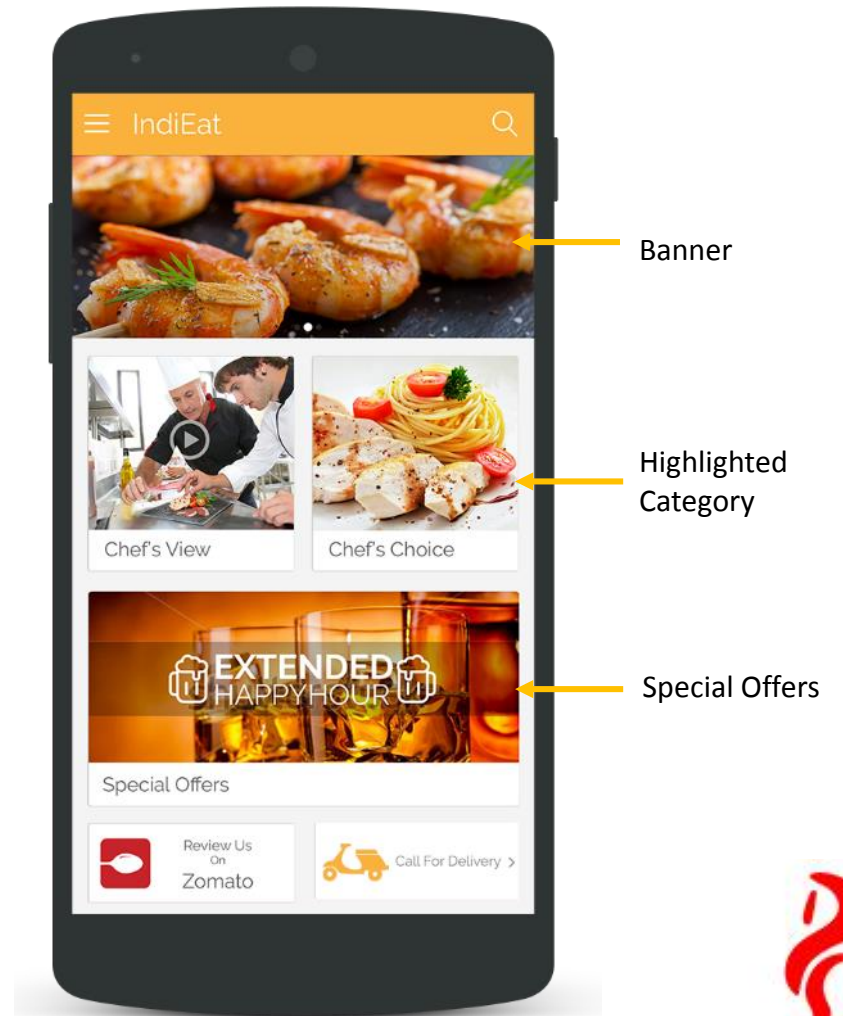 IndiEat
Banner
Highlighted
Category
Chef's View
Chef's Choice
EXTENDED
HAPPYHOUR
Special Offers
Special Offers
Review Us
On
Zomato
Call For Delivery >